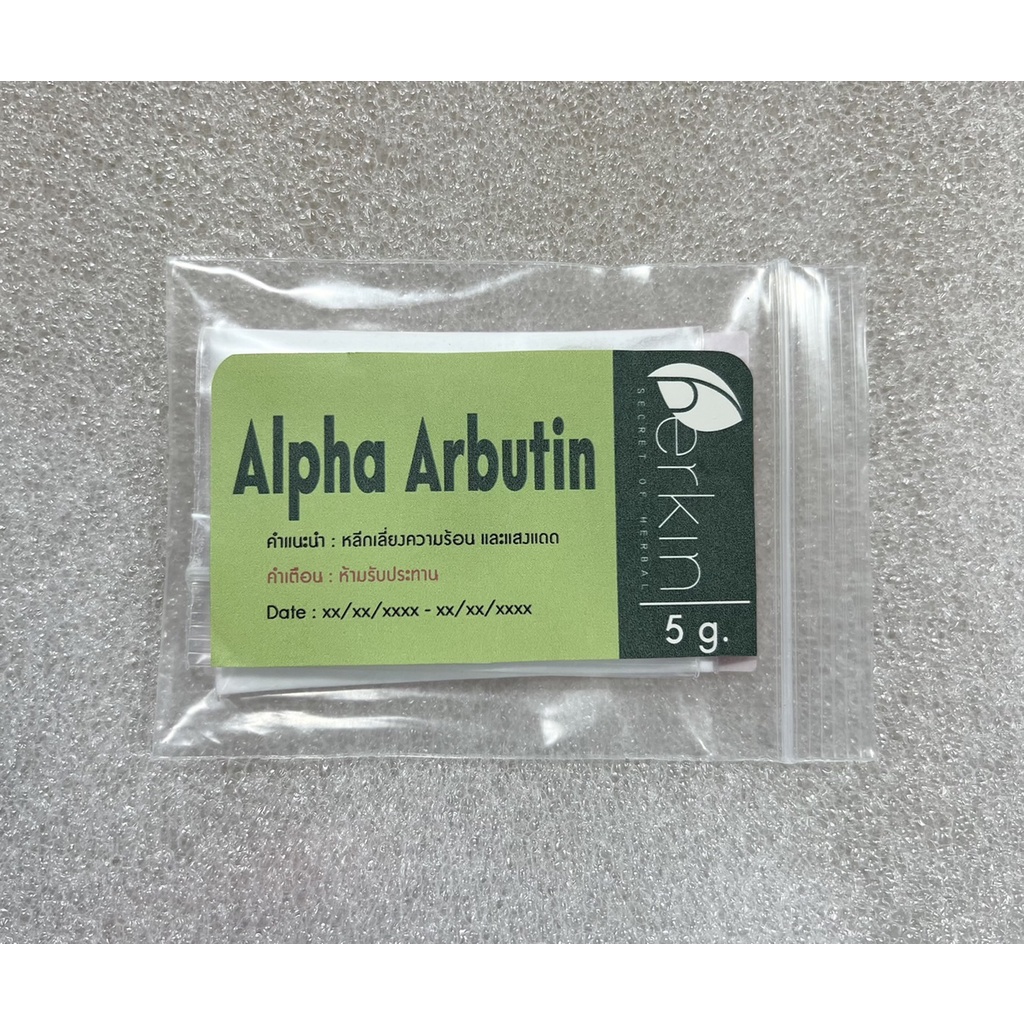 Alpha Arbutin
คำแนะนำ : หลีกเลี่ยงความร้อน และแสงแดด
คำเตือน : ห้ามรับประทาน
Date : xx/xx/xxxx - xx/xx/xxxx
herkin
SECRET OF HERBAL
5 g.